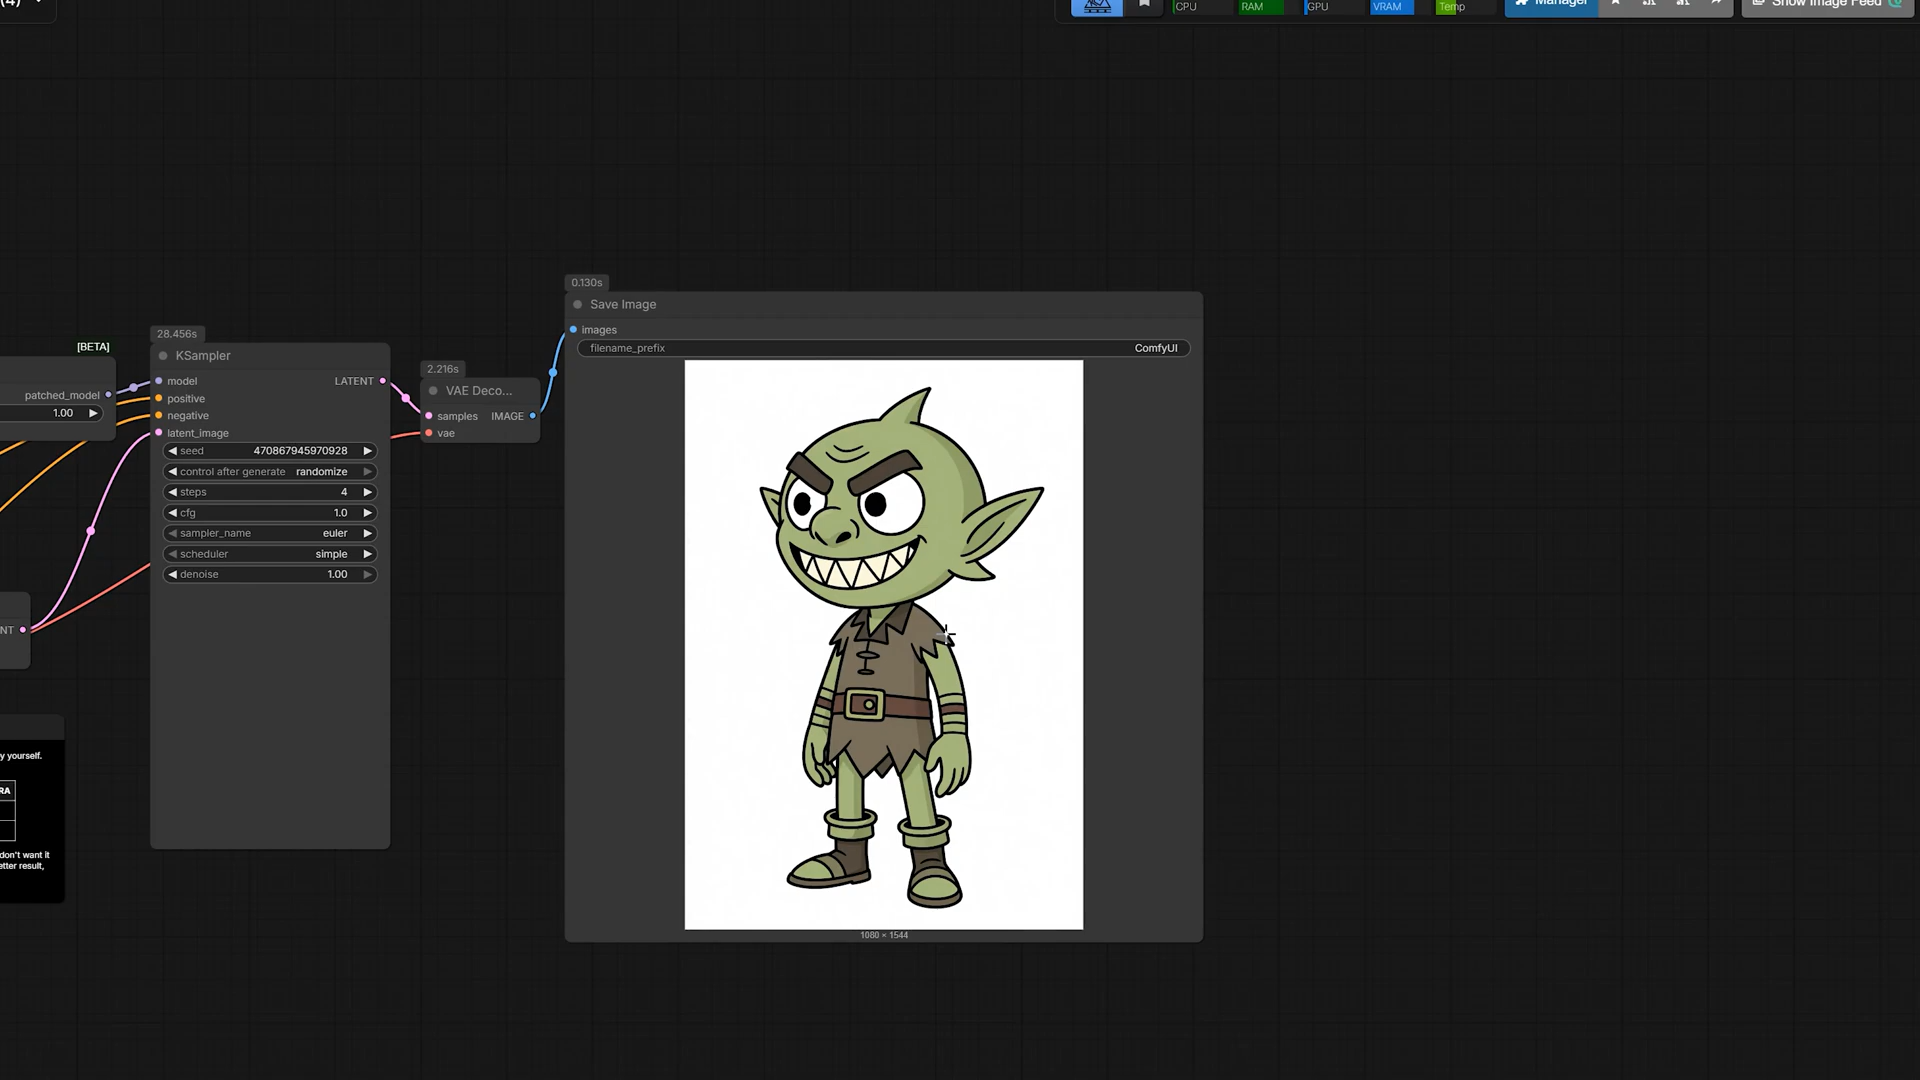 (4)
CPU
RAM
GPU
VRAM
Temp
Manager
Show Image Feed
0.130s
Save Image
images
filename_prefix ComfyUI
1080 × 1544
[BETA]
patched_model
1.00
28.456s
KSampler
model LATENT
positive
negative
latent_image
seed 470867945970928
control after generate randomize
steps 4
cfg 1.0
sampler_name euler
scheduler simple
denoise 1.00
2.216s
VAE Deco...
samples IMAGE
vae
NT
y yourself.
RA
don't want it
etter result,